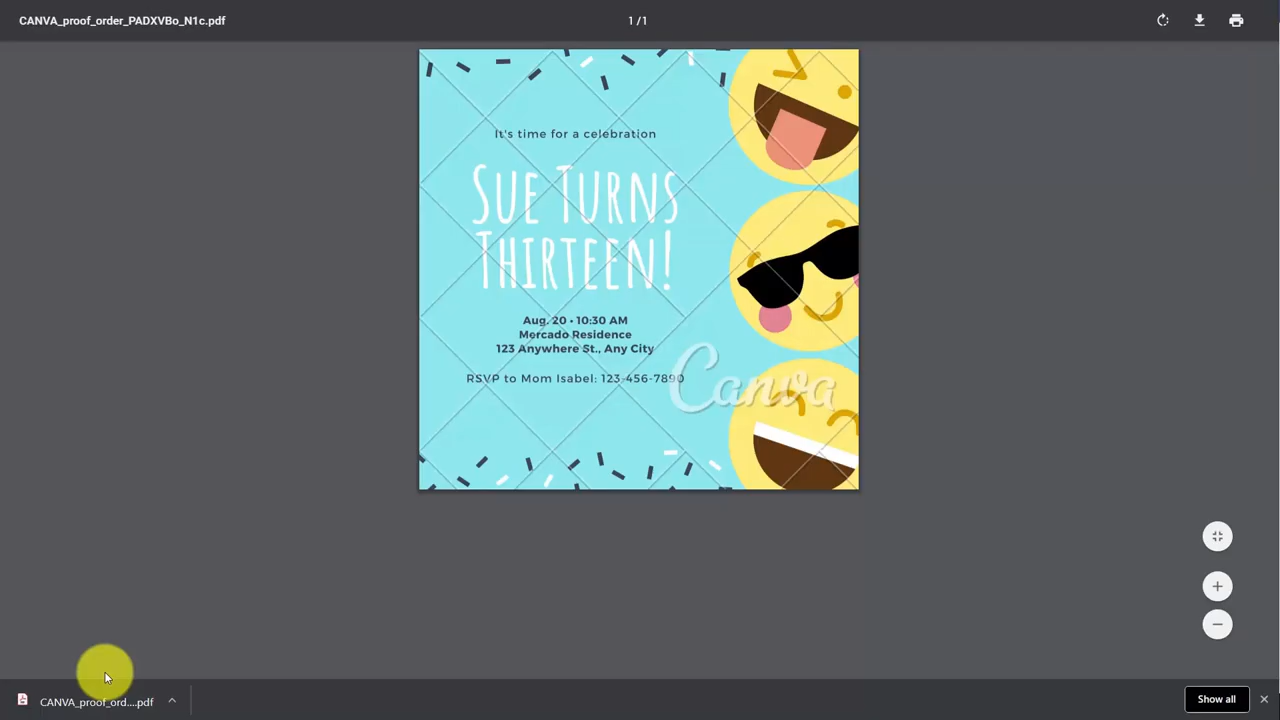 CANVA_proof_order_PADXVBo_N1c.pdf
1 / 1
It's time for a celebration
SUE TURNS
THIRTEEN!
Aug. 20 • 10:30 AM
Mercado Residence
123 Anywhere St., Any City
RSVP to Mom Isabel: 123-456-7890
Canva
CANVA_proof_ord....pdf
Show all